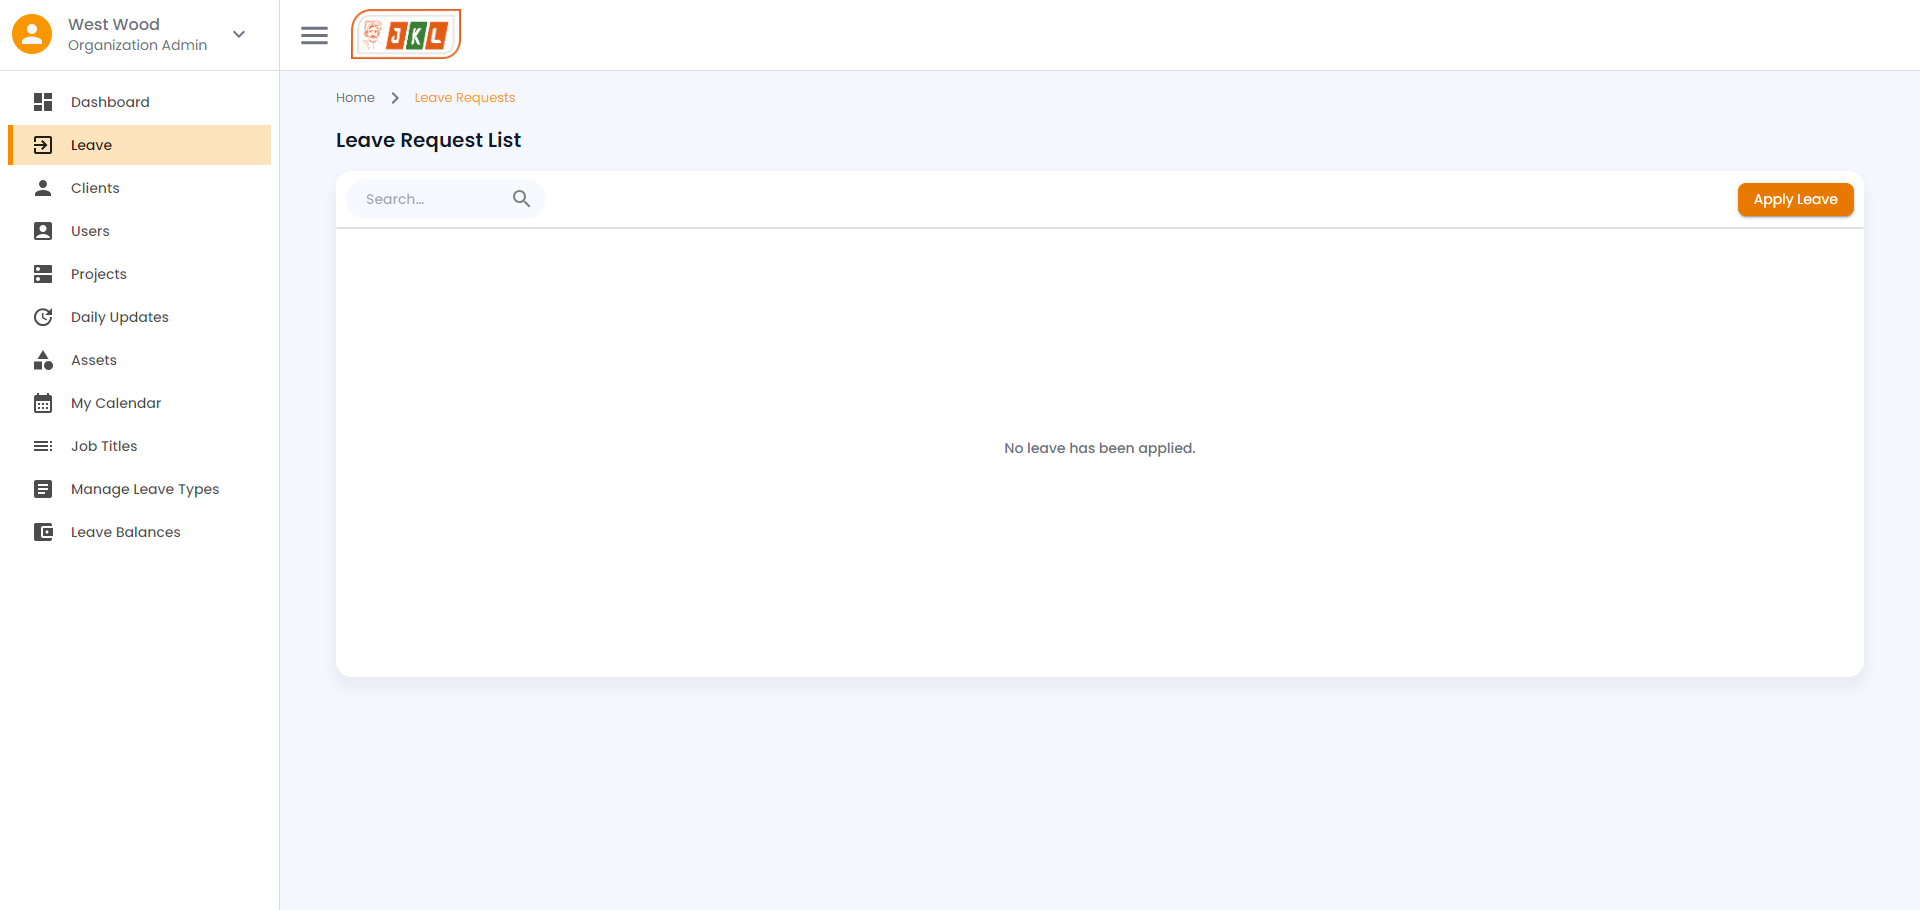 West Wood
Organization Admin
JKL
Dashboard
Leave
Clients
Users
Projects
Daily Updates
Assets
My Calendar
Job Titles
Manage Leave Types
Leave Balances
Home
Leave Requests
Leave Request List
Search...
Apply Leave
No leave has been applied.